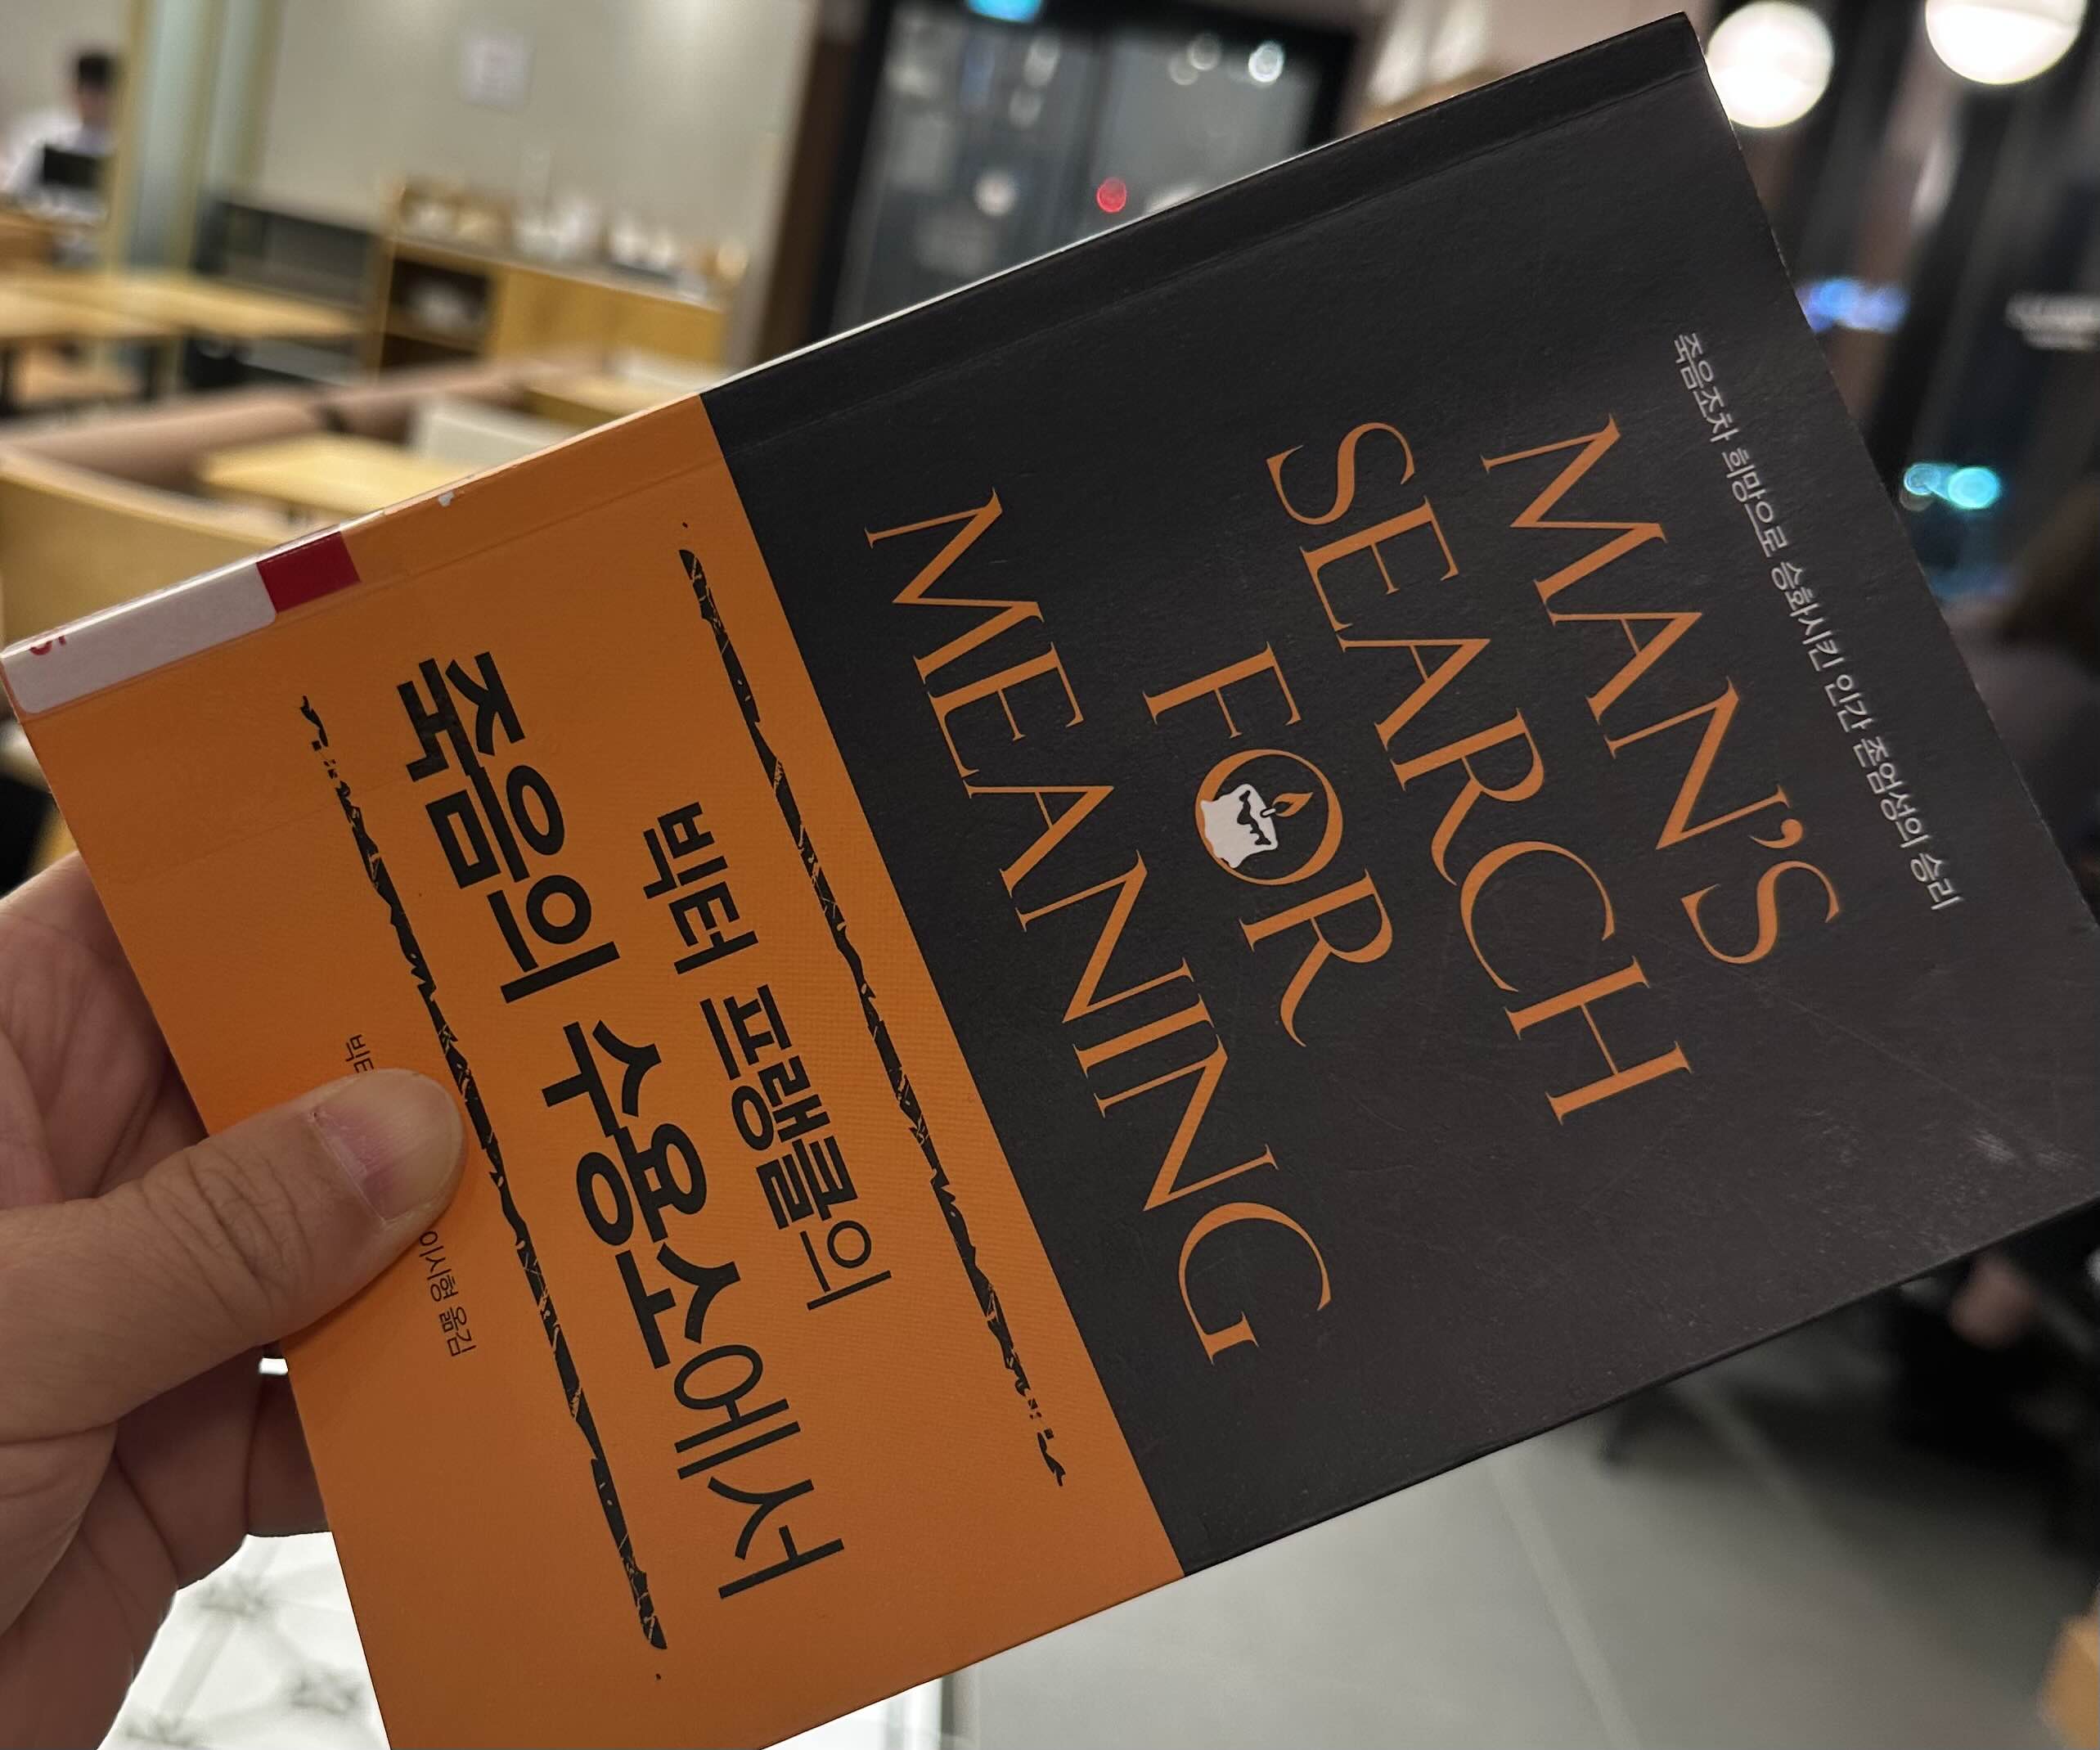 죽음조차 희망으로 승화시킨 인간 존엄성의 승리
MAN'S
SEARCH
FOR
MEANING
빅터 프랭클의
죽음의 수용소에서
이시형 옮김